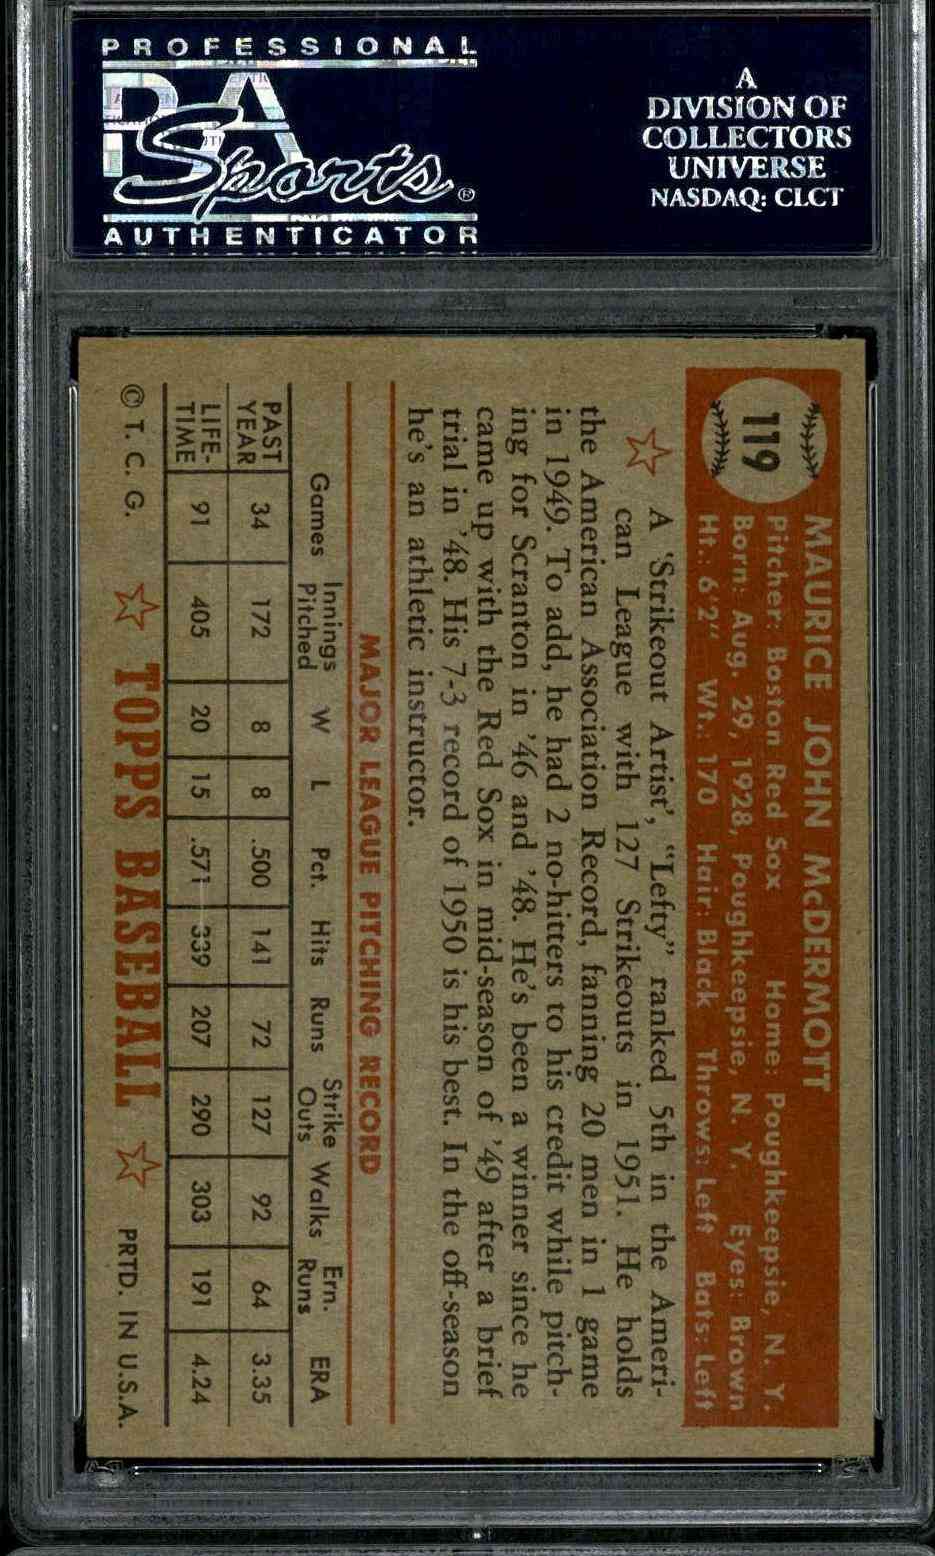 PROFESSIONAL
PSA
Sports ®
AUTHENTICATOR
A
DIVISION OF
COLLECTORS
UNIVERSE
NASDAQ: CLCT
119
MAURICE JOHN McDERMOTT
Pitcher: Boston Red Sox Home: Poughkeepsie, N. Y.
Born: Aug. 29, 1928, Poughkeepsie, N. Y. Eyes: Brown
Ht.: 6'2" Wt.: 170 Hair: Black Throws: Left Bats: Left
A 'Strikeout Artist', "Lefty" ranked 5th in the Ameri-
can League with 127 Strikeouts in 1951. He holds
the American Association Record, fanning 20 men in 1 game
in 1949. To add, he had 2 no-hitters to his credit while pitch-
ing for Scranton in '46 and '48. He's been a winner since he
came up with the Red Sox in mid-season of '49 after a brief
trial in '48. His 7-3 record of 1950 is his best. In the off-season
he's an athletic instructor.
MAJOR LEAGUE PITCHING RECORD
Games Innings Pitched W L Pct. Hits Runs Strike Outs Walks Ern. Runs ERA
PAST YEAR 34 172 8 8 .500 141 72 127 92 64 3.35
LIFE-TIME 91 405 20 15 .571 339 207 290 303 191 4.24
© T. C. G. ☆ TOPPS BASEBALL ☆ PRTD. IN U.S.A.